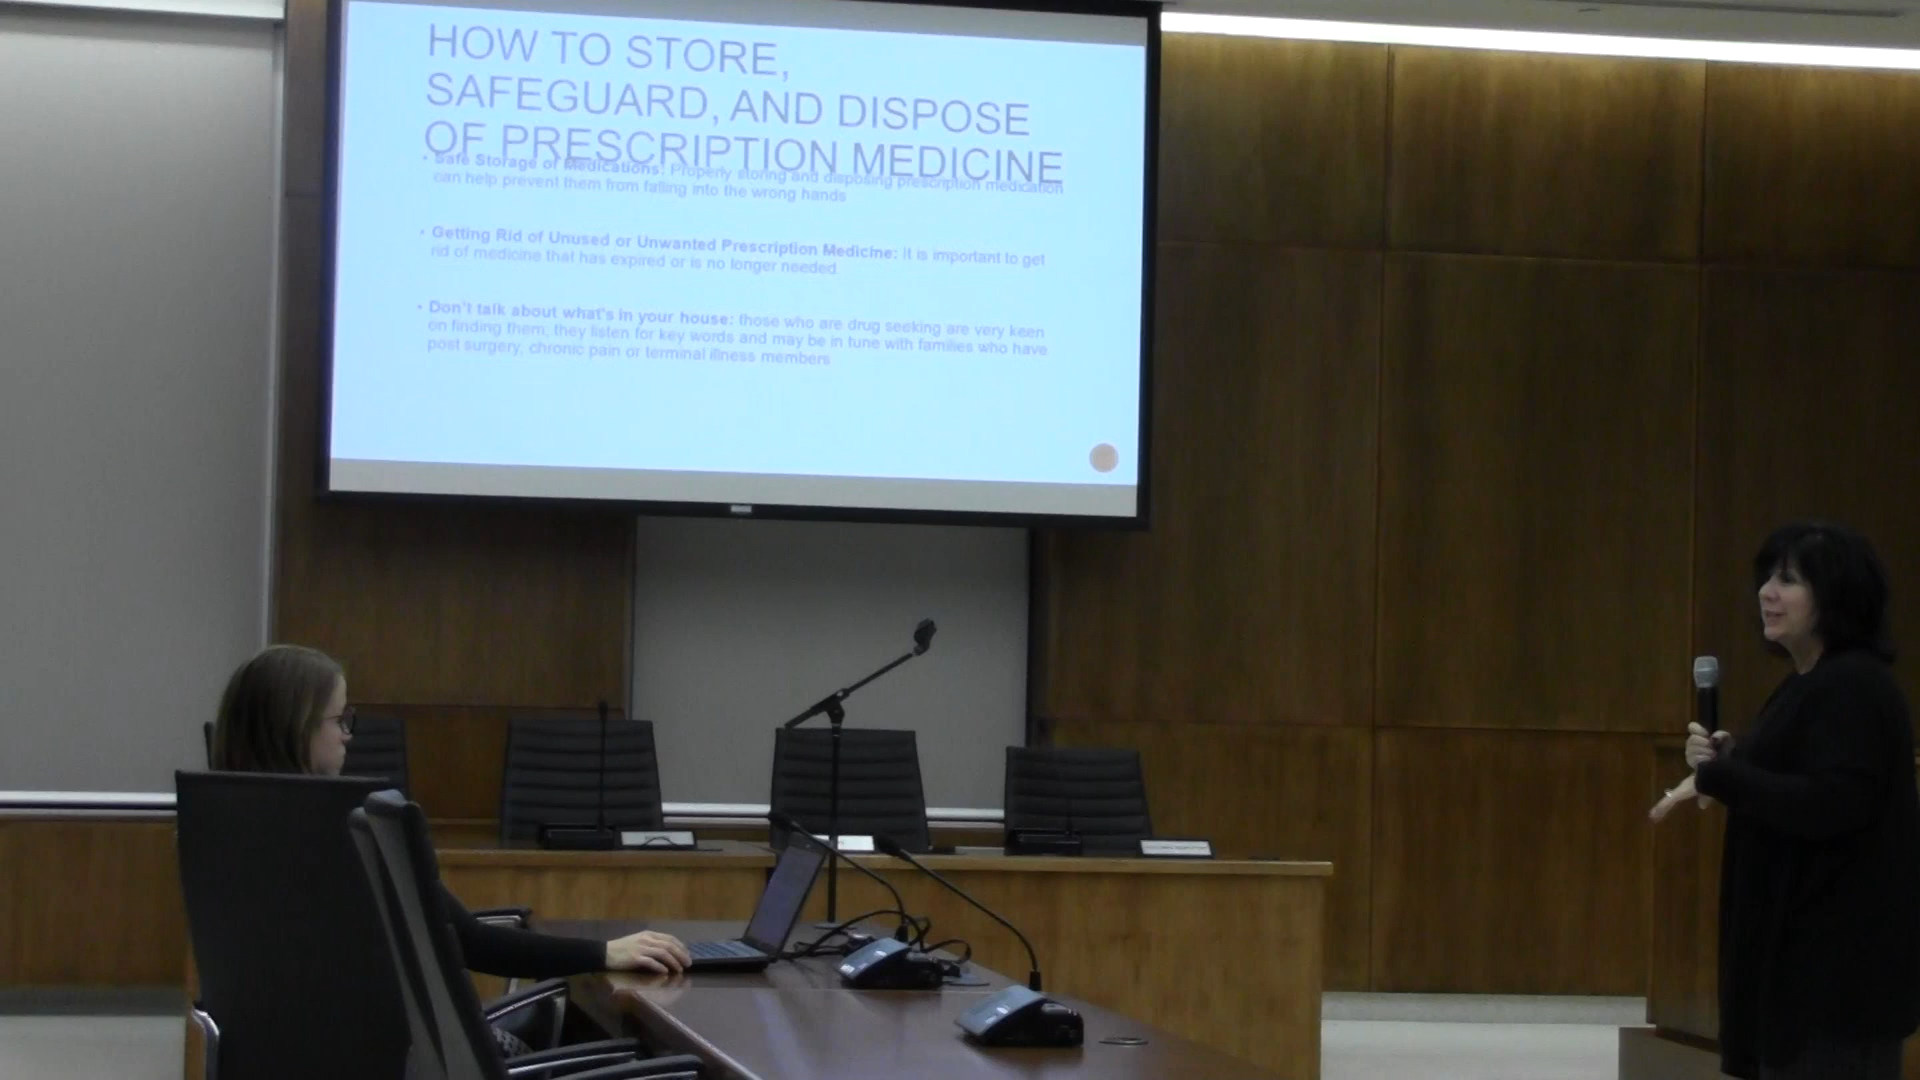 HOW TO STORE,
SAFEGUARD, AND DISPOSE
OF PRESCRIPTION MEDICINE
• Safe Storage of Medications: Properly storing and disposing prescription medication
can help prevent them from falling into the wrong hands
• Getting Rid of Unused or Unwanted Prescription Medicine: it is important to get
rid of medicine that has expired or is no longer needed
• Don't talk about what's in your house: those who are drug seeking are very keen
on finding them; they listen for key words and may be in tune with families who have
post surgery, chronic pain or terminal illness members